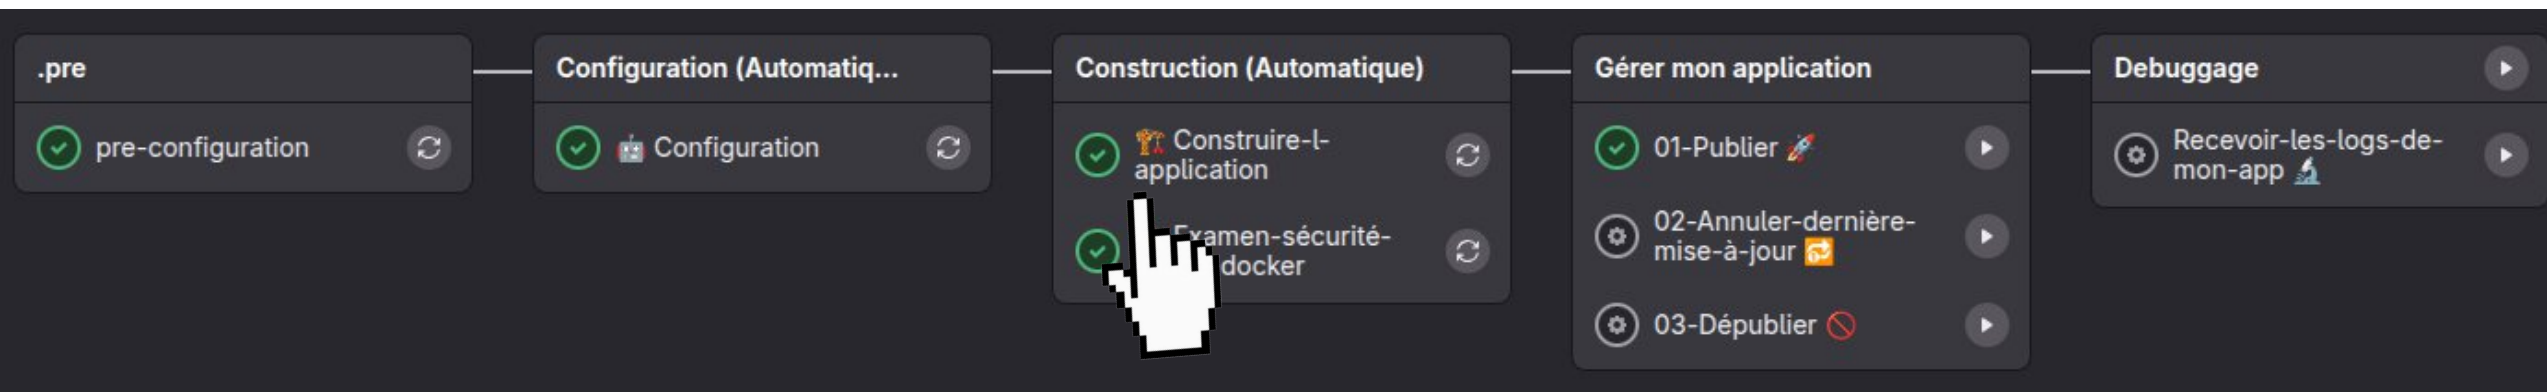 .pre
pre-configuration
Configuration (Automatiq...
Configuration
Construction (Automatique)
Construire-l-
application
Examen-sécurité-
docker
Gérer mon application
01-Publier
02-Annuler-dernière-
mise-à-jour
03-Dépublier
Debuggage
Recevoir-les-logs-de-
mon-app